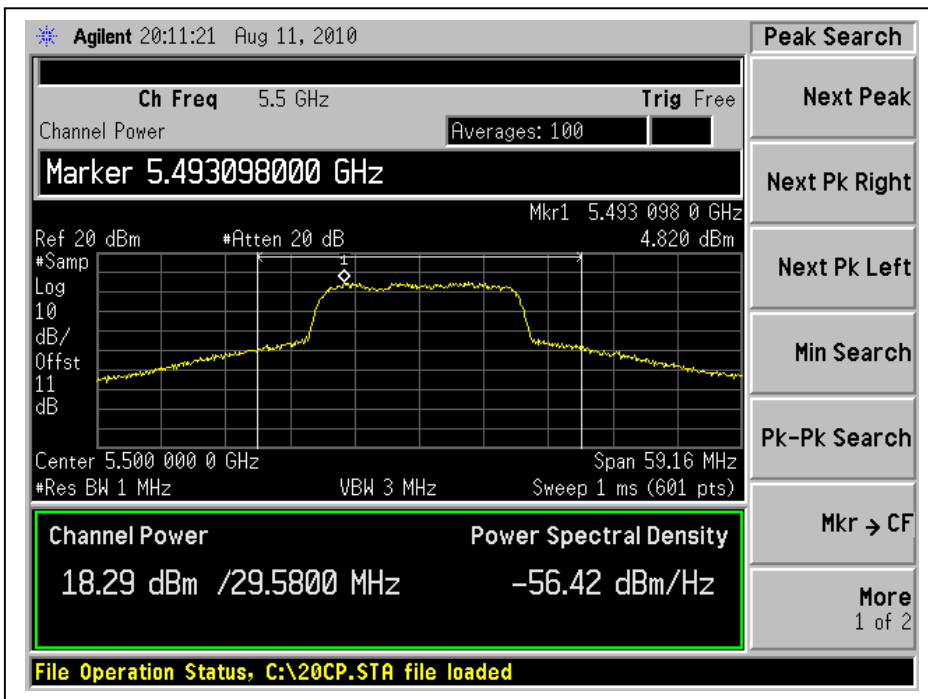 Agilent 20:11:21 Aug 11, 2010
Peak Search
Ch Freq 5.5 GHz Trig Free
Channel Power Averages: 100
Marker 5.493098000 GHz
Mkr1 5.493 098 0 GHz
Ref 20 dBm #Atten 20 dB 4.820 dBm
#Samp
Log
10
dB/
Offst
11
dB
1
Center 5.500 000 0 GHz Span 59.16 MHz
#Res BW 1 MHz VBW 3 MHz Sweep 1 ms (601 pts)
Channel Power Power Spectral Density
18.29 dBm /29.5800 MHz -56.42 dBm/Hz
File Operation Status, C:\20CP.STA file loaded
Next Peak
Next Pk Right
Next Pk Left
Min Search
Pk-Pk Search
Mkr → CF
More
1 of 2